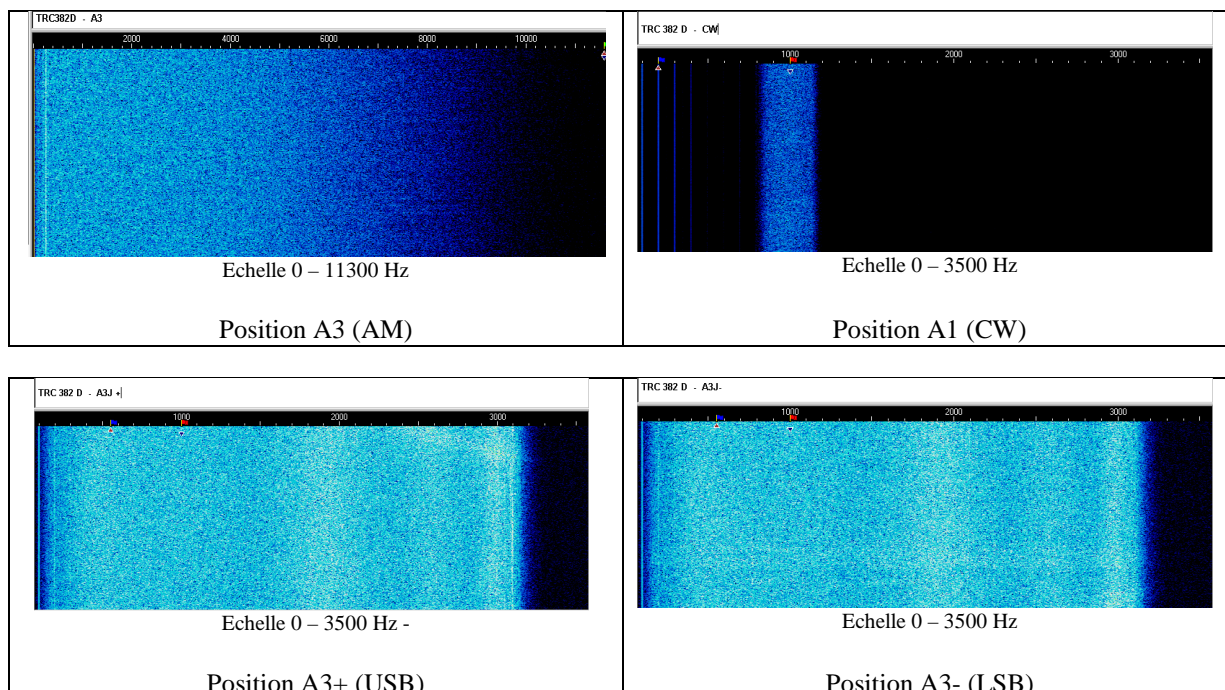 TRC382D - A3
2000 4000 6000 8000 10000
Echelle 0 – 11300 Hz
Position A3 (AM)
TRC 382 D - CW
1000 2000 3000
Echelle 0 – 3500 Hz
Position A1 (CW)
TRC 382 D - A3J +
1000 2000 3000
Echelle 0 – 3500 Hz -
Position A3+ (USB)
TRC 382 D - A3J-
1000 2000 3000
Echelle 0 – 3500 Hz
Position A3- (LSB)